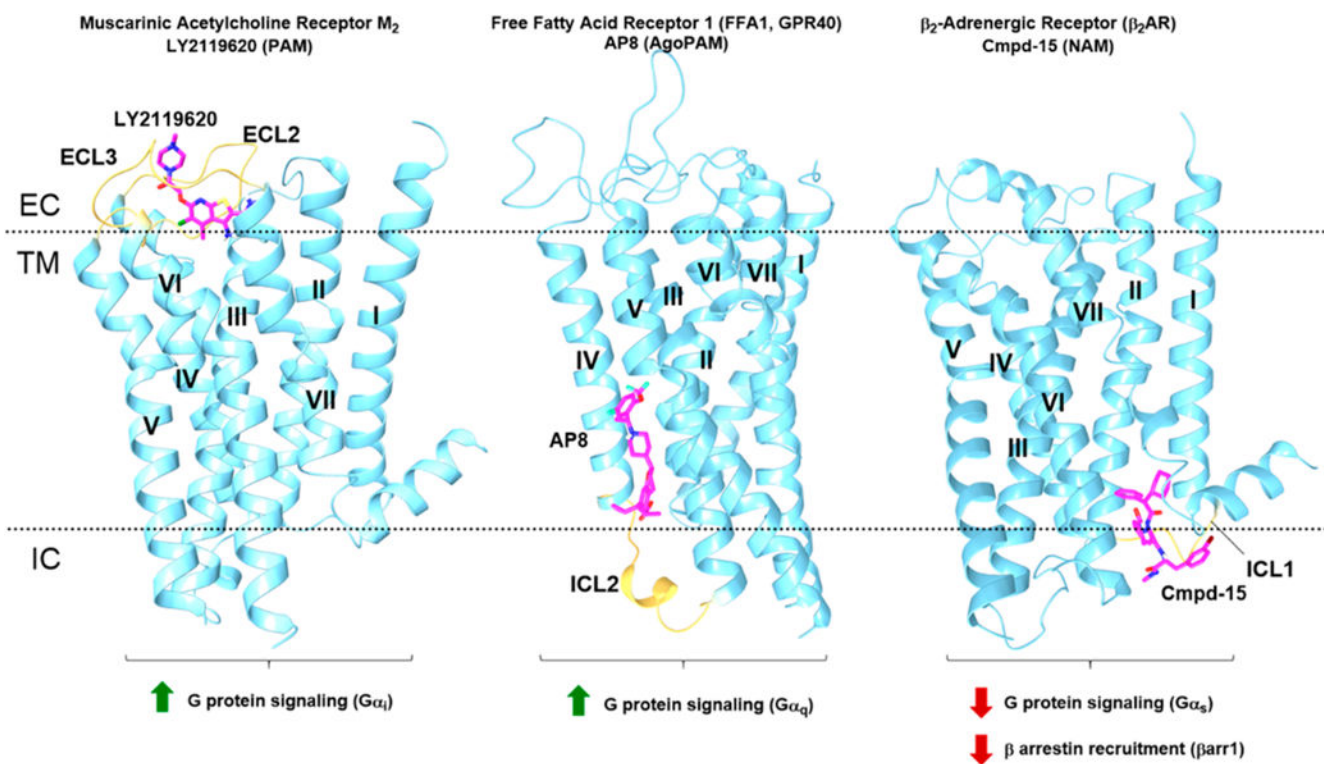 Muscarinic Acetylcholine Receptor M₂
LY2119620 (PAM)
Free Fatty Acid Receptor 1 (FFA1, GPR40)
AP8 (AgoPAM)
β₂-Adrenergic Receptor (β₂AR)
Cmpd-15 (NAM)
LY2119620
ECL3
ECL2
EC
TM
IC
VI
II
III
I
IV
VII
V
VI
VII
I
III
V
IV
II
AP8
ICL2
II
I
VII
V
IV
VI
III
ICL1
Cmpd-15
G protein signaling (Gαᵢ)
G protein signaling (Gα_q)
G protein signaling (Gαₛ)
β arrestin recruitment (βarr1)